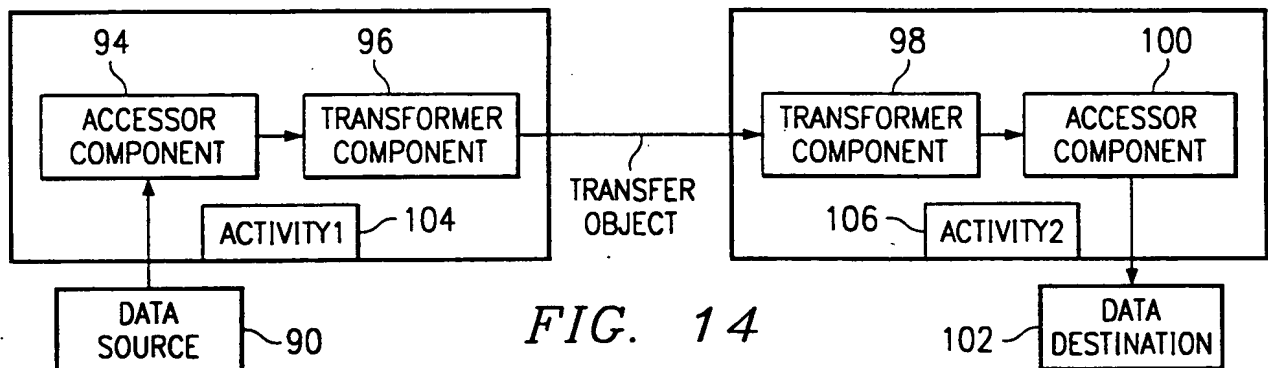 94
96
98
100
ACCESSOR
COMPONENT
TRANSFORMER
COMPONENT
TRANSFORMER
COMPONENT
ACCESSOR
COMPONENT
TRANSFER
OBJECT
ACTIVITY1
104
106
ACTIVITY2
DATA
SOURCE
90
FIG. 14
102
DATA
DESTINATION